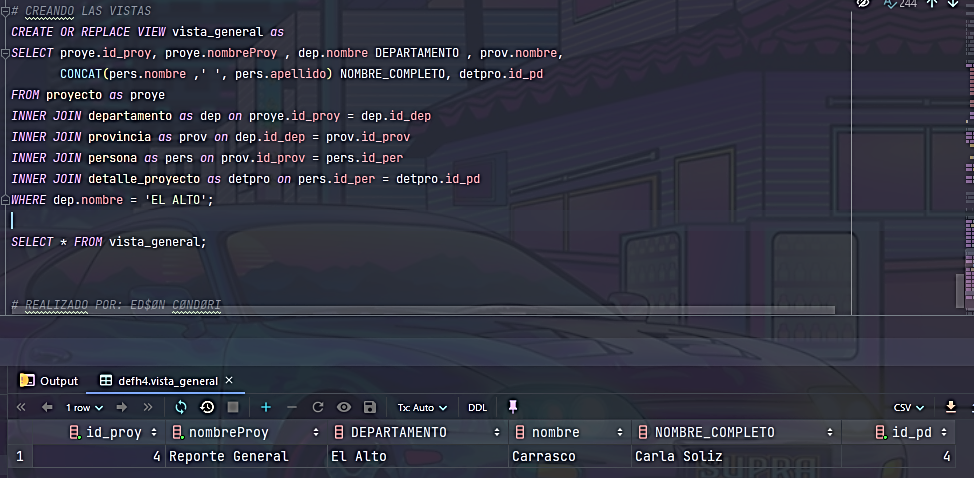 # CREANDO LAS VISTAS
244
CREATE OR REPLACE VIEW vista_general as
SELECT proye.id_proy, proye.nombreProy , dep.nombre DEPARTAMENTO , prov.nombre,
CONCAT(pers.nombre ,' ', pers.apellido) NOMBRE_COMPLETO, detpro.id_pd
FROM proyecto as proye
INNER JOIN departamento as dep on proye.id_proy = dep.id_dep
INNER JOIN provincia as prov on dep.id_dep = prov.id_prov
INNER JOIN persona as pers on prov.id_prov = pers.id_per
INNER JOIN detalle_proyecto as detpro on pers.id_per = detpro.id_pd
WHERE dep.nombre = 'EL ALTO';
SELECT * FROM vista_general;
# REALIZADO POR: ED$ØN CØNDØRI
Output defh4.vista_general
1 row Tx: Auto DDL CSV
id_proy nombreProy DEPARTAMENTO nombre NOMBRE_COMPLETO id_pd
1 4 Reporte General El Alto Carrasco Carla Soliz 4
SUPRA